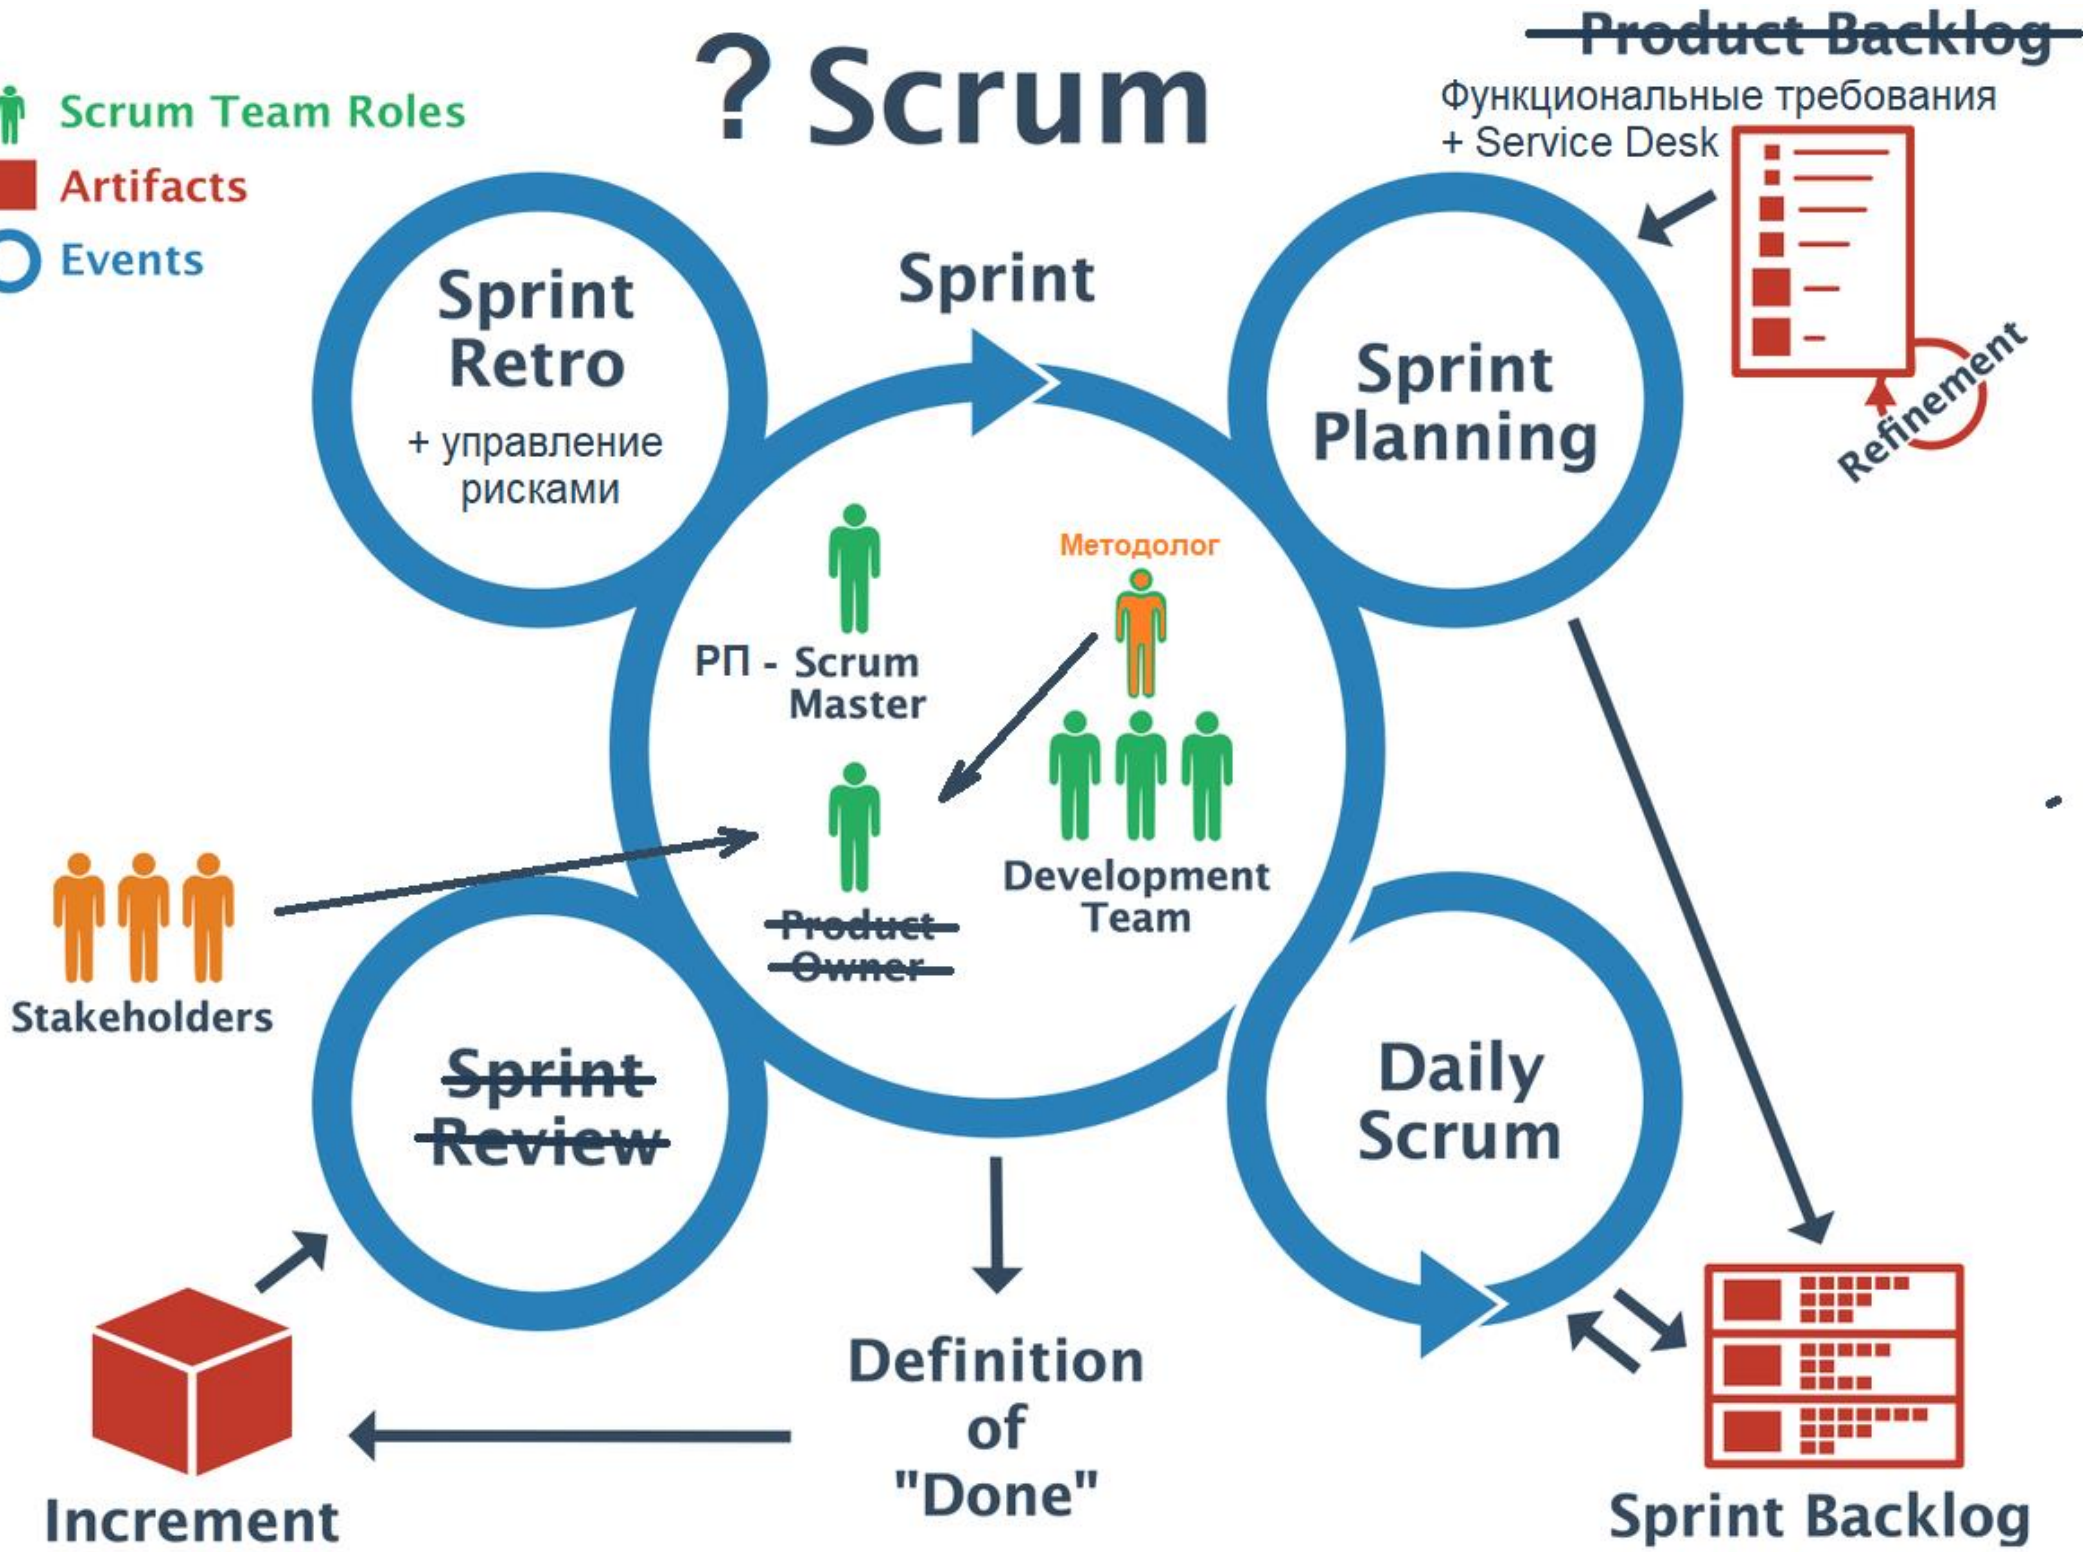 ? Scrum
Product Backlog
Функциональные требования
+ Service Desk
Scrum Team Roles
Artifacts
Events
Sprint
Retro
+ управление
рисками
Sprint
Sprint
Planning
Refinement
Методолог
РП - Scrum
Master
Development
Team
Product
Owner
Stakeholders
Sprint
Review
Daily
Scrum
Definition
of
"Done"
Increment
Sprint Backlog